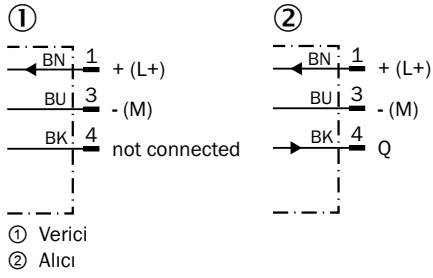 ①
BN 1 + (L+)
BU 3 - (M)
BK 4 not connected
②
BN 1 + (L+)
BU 3 - (M)
BK 4 Q
① Verici
② Alıcı